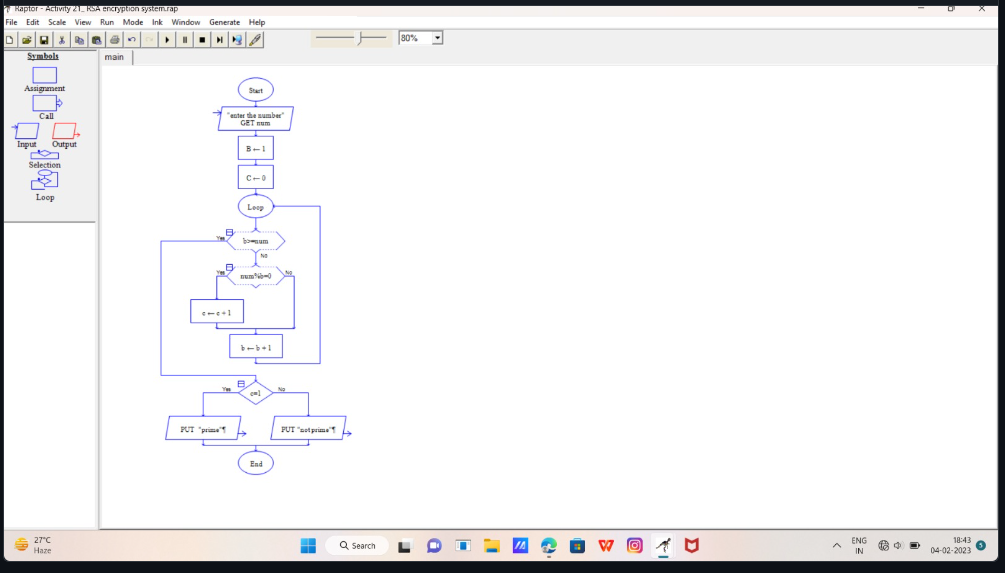 Raptor - Activity 21_ RSA encryption system.rap
File Edit Scale View Run Mode Ink Window Generate Help
80%
Symbols
Assignment
Call
Input Output
Selection
Loop
main
Start
"enter the number"
GET num
B ← 1
C ← 0
Loop
Yes b>=num
No
Yes num%b=0 No
c ← c + 1
b ← b + 1
Yes c=1 No
PUT "prime"¶ PUT "notprime"¶
End
27°C
Haze
Search
ENG
IN
18:43
04-02-2023